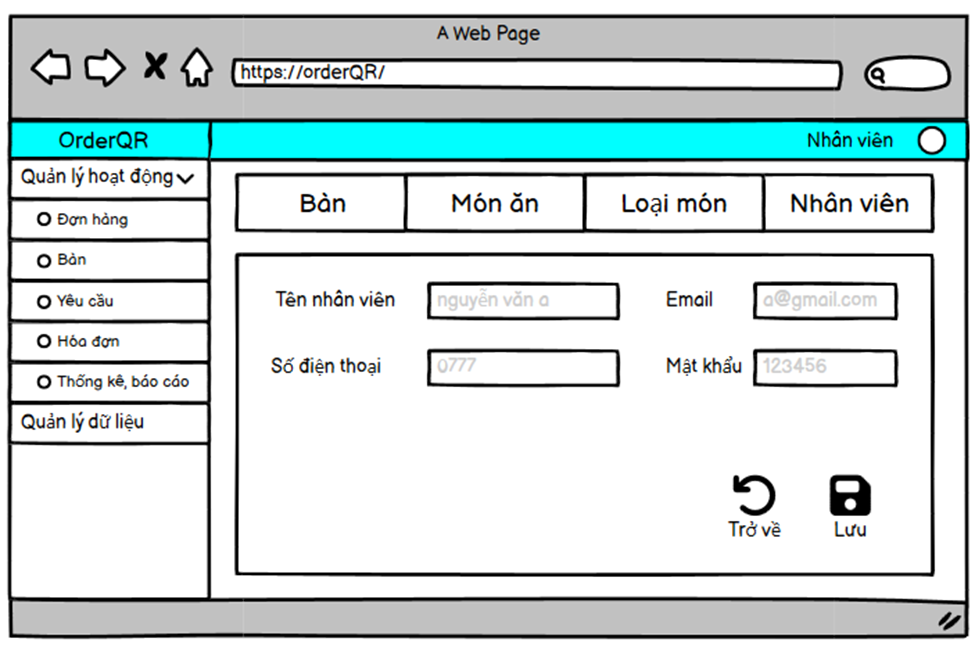 A Web Page
https://orderQR/
OrderQR
Nhân viên
Quản lý hoạt động
Đơn hàng
Bàn
Yêu cầu
Hóa đơn
Thống kê, báo cáo
Quản lý dữ liệu
Bàn
Món ăn
Loại món
Nhân viên
Tên nhân viên
nguyễn văn a
Email
a@gmail.com
Số điện thoại
0777
Mật khẩu
123456
Trở về
Lưu